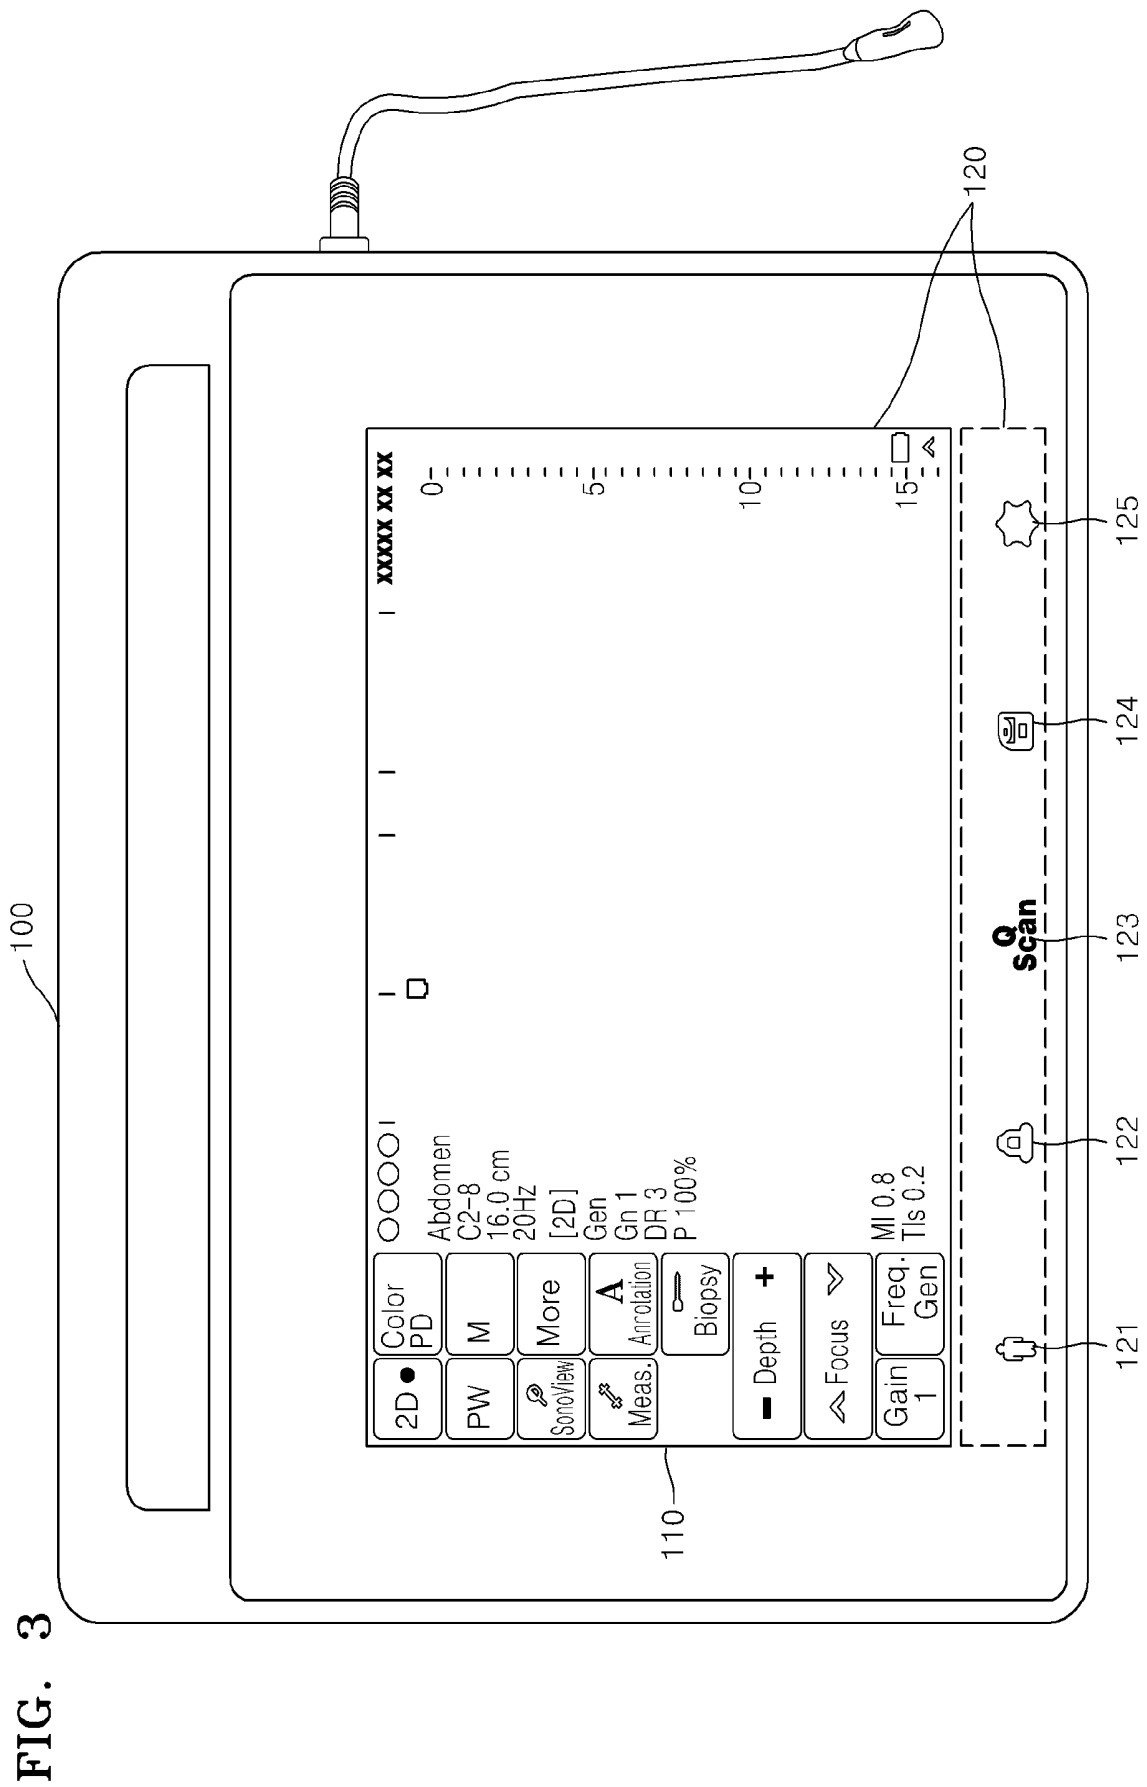 FIG. 3
100
110
120
2D
Color
PD
PW
M
SonoView
More
Meas.
A
Anrotation
Biopsy
Depth
Focus
Gain
1
Freq.
Gen
Abdomen
C2-8
16.0 cm
20Hz
[2D]
Gen
Gn 1
DR 3
P 100%
MI 0.8
TIs 0.2
XXXXX XX XX
0
5
10
15
Q
scan
121
122
123
124
125